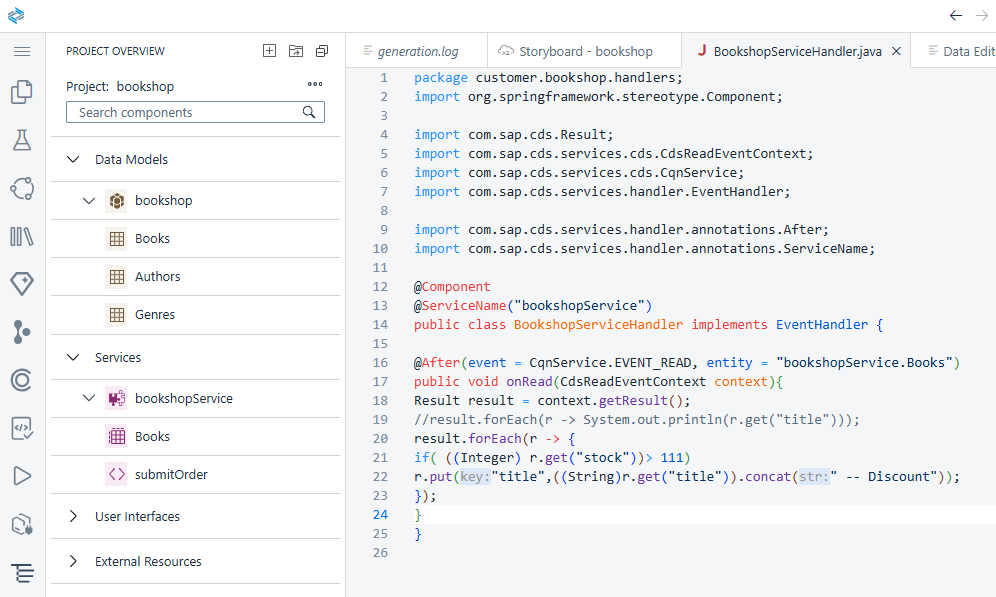 PROJECT OVERVIEW
Project: bookshop
Search components
Data Models
bookshop
Books
Authors
Genres
Services
bookshopService
Books
submitOrder
User Interfaces
External Resources
generation.log
Storyboard - bookshop
J BookshopServiceHandler.java
Data Edit
1 package customer.bookshop.handlers;
2 import org.springframework.stereotype.Component;
3
4 import com.sap.cds.Result;
5 import com.sap.cds.services.cds.CdsReadEventContext;
6 import com.sap.cds.services.cds.CqnService;
7 import com.sap.cds.services.handler.EventHandler;
8
9 import com.sap.cds.services.handler.annotations.After;
10 import com.sap.cds.services.handler.annotations.ServiceName;
11
12 @Component
13 @ServiceName("bookshopService")
14 public class BookshopServiceHandler implements EventHandler {
15
16 @After(event = CqnService.EVENT_READ, entity = "bookshopService.Books")
17 public void onRead(CdsReadEventContext context){
18 Result result = context.getResult();
19 //result.forEach(r -> System.out.println(r.get("title")));
20 result.forEach(r -> {
21 if( ((Integer) r.get("stock"))> 111)
22 r.put(key:"title",((String)r.get("title")).concat(str:" -- Discount"));
23 });
24 }
25 }
26